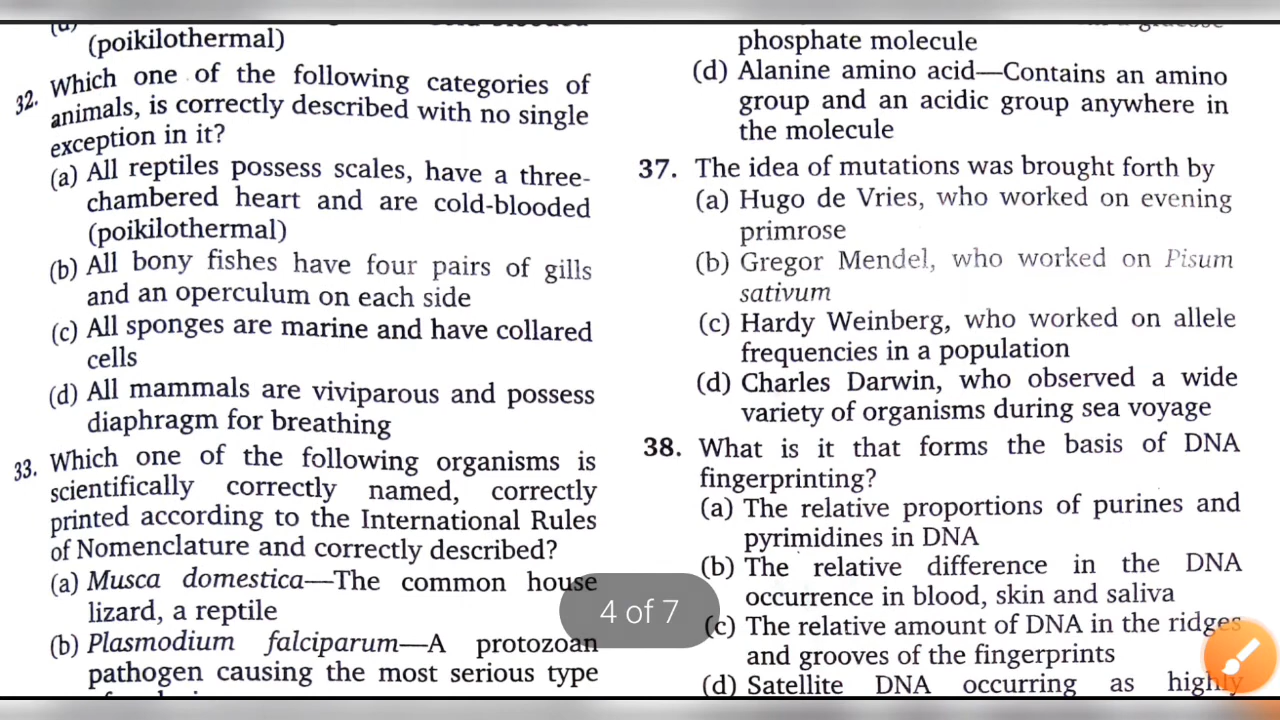 (poikilothermal)
32. Which one of the following categories of
animals, is correctly described with no single
exception in it?
(a) All reptiles possess scales, have a three-
chambered heart and are cold-blooded
(poikilothermal)
(b) All bony fishes have four pairs of gills
and an operculum on each side
(c) All sponges are marine and have collared
cells
(d) All mammals are viviparous and possess
diaphragm for breathing
33. Which one of the following organisms is
scientifically correctly named, correctly
printed according to the International Rules
of Nomenclature and correctly described?
(a) Musca domestica—The common house
lizard, a reptile
(b) Plasmodium falciparum—A protozoan
pathogen causing the most serious type
phosphate molecule
(d) Alanine amino acid—Contains an amino
group and an acidic group anywhere in
the molecule
37. The idea of mutations was brought forth by
(a) Hugo de Vries, who worked on evening
primrose
(b) Gregor Mendel, who worked on Pisum
sativum
(c) Hardy Weinberg, who worked on allele
frequencies in a population
(d) Charles Darwin, who observed a wide
variety of organisms during sea voyage
38. What is it that forms the basis of DNA
fingerprinting?
(a) The relative proportions of purines and
pyrimidines in DNA
(b) The relative difference in the DNA
occurrence in blood, skin and saliva
(c) The relative amount of DNA in the ridges
and grooves of the fingerprints
(d) Satellite DNA occurring as highly
4 of 7